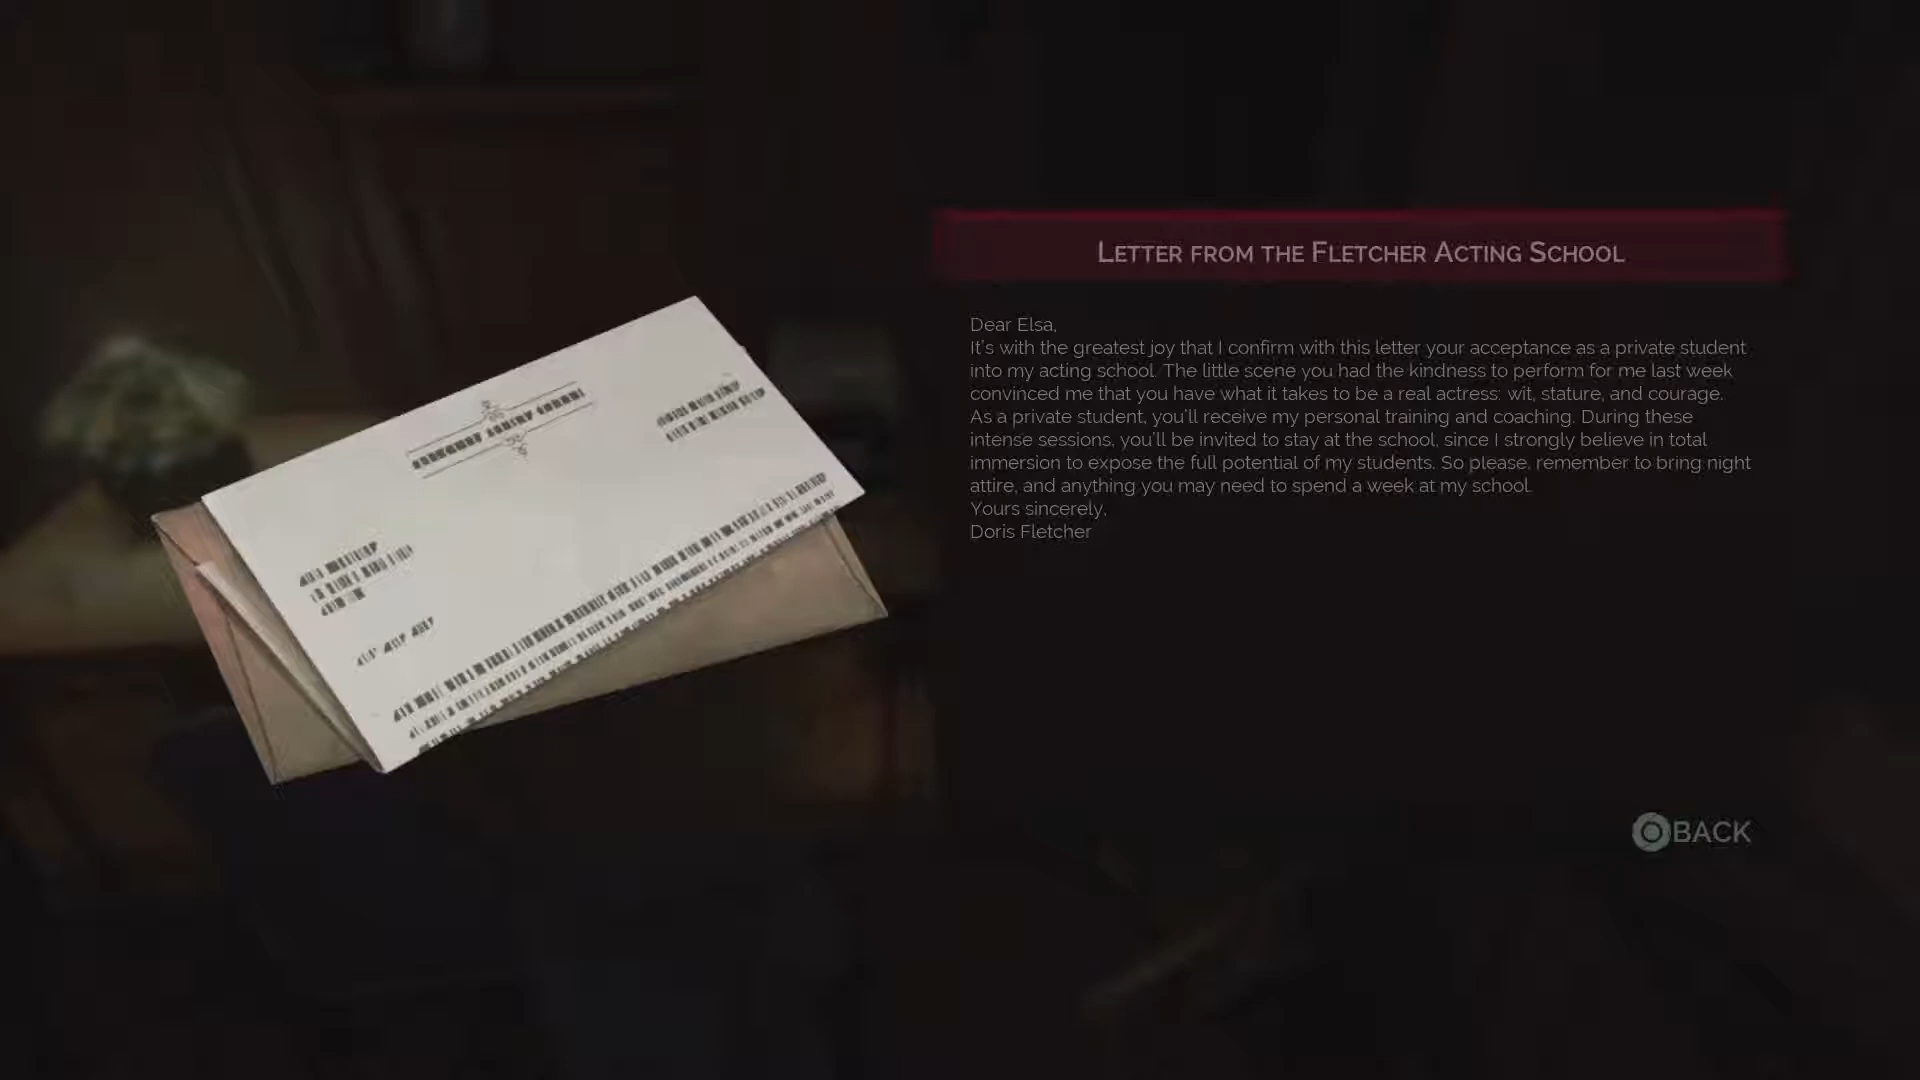 Letter from the Fletcher Acting School
Dear Elsa,
It's with the greatest joy that I confirm with this letter your acceptance as a private student
into my acting school. The little scene you had the kindness to perform for me last week
convinced me that you have what it takes to be a real actress: wit, stature, and courage.
As a private student, you'll receive my personal training and coaching. During these
intense sessions, you'll be invited to stay at the school, since I strongly believe in total
immersion to expose the full potential of my students. So please, remember to bring night
attire, and anything you may need to spend a week at my school.
Yours sincerely,
Doris Fletcher
BACK